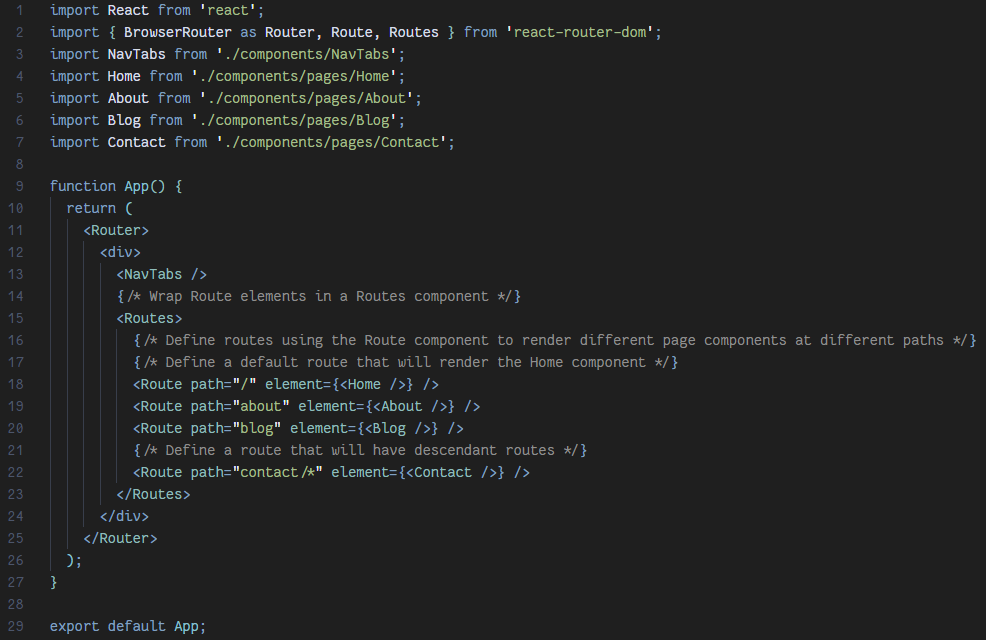 1 import React from 'react';
2 import { BrowserRouter as Router, Route, Routes } from 'react-router-dom';
3 import NavTabs from './components/NavTabs';
4 import Home from './components/pages/Home';
5 import About from './components/pages/About';
6 import Blog from './components/pages/Blog';
7 import Contact from './components/pages/Contact';
8
9 function App() {
10   return (
11     <Router>
12       <div>
13         <NavTabs />
14         {/* Wrap Route elements in a Routes component */}
15         <Routes>
16           {/* Define routes using the Route component to render different page components at different paths */}
17           {/* Define a default route that will render the Home component */}
18           <Route path="/" element={<Home />} />
19           <Route path="about" element={<About />} />
20           <Route path="blog" element={<Blog />} />
21           {/* Define a route that will have descendant routes */}
22           <Route path="contact/*" element={<Contact />} />
23         </Routes>
24       </div>
25     </Router>
26   );
27 }
28
29 export default App;